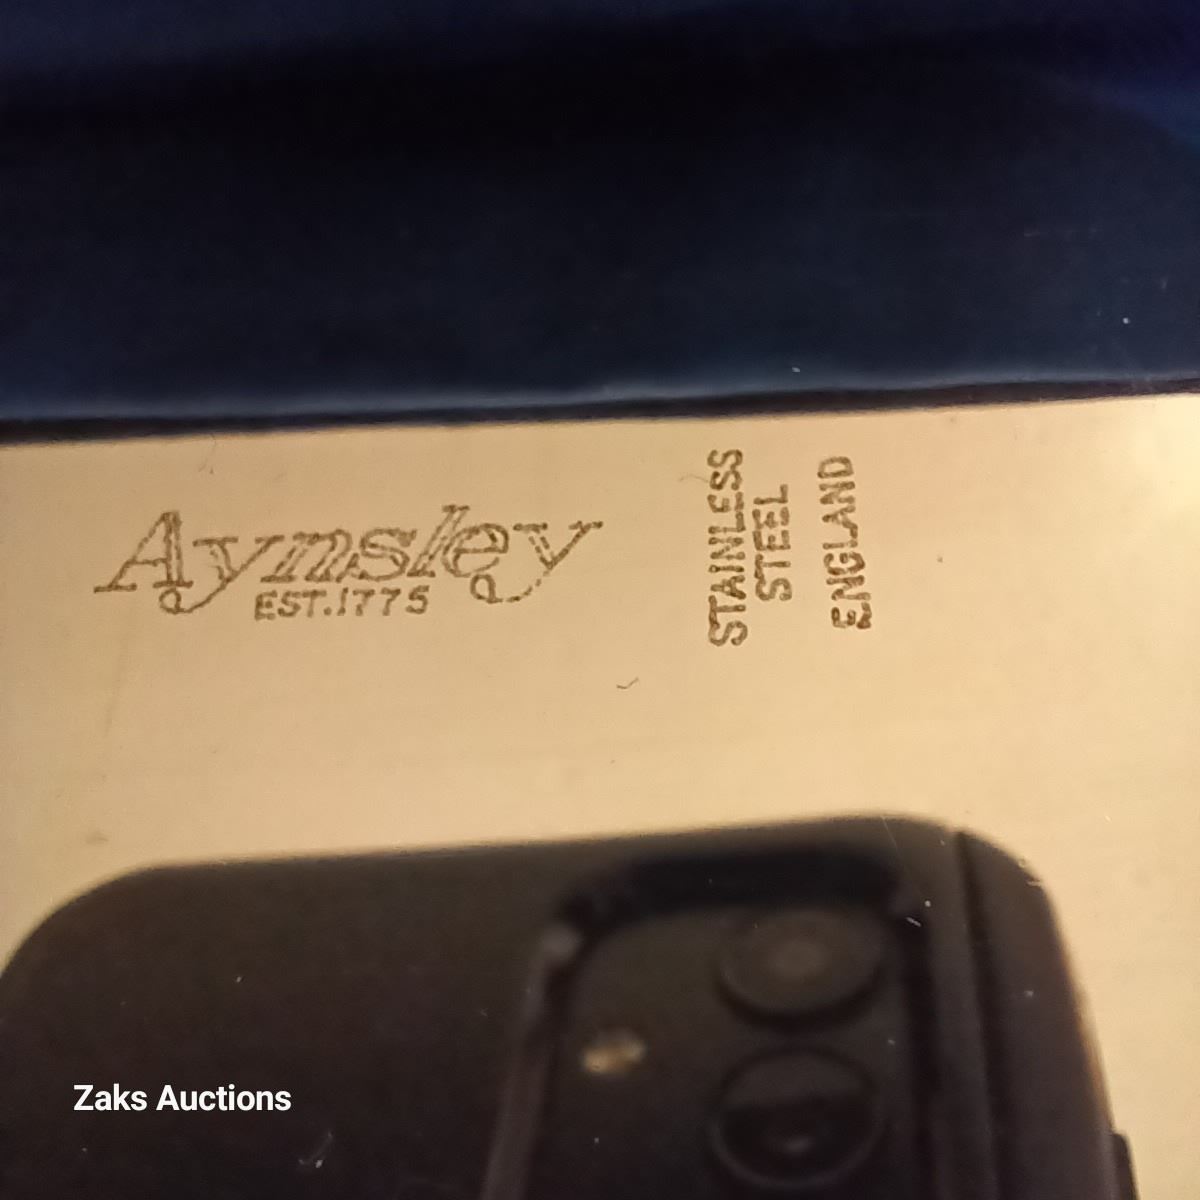 Aynsley
EST.1775
STAINLESS
STEEL
ENGLAND
Zaks Auctions